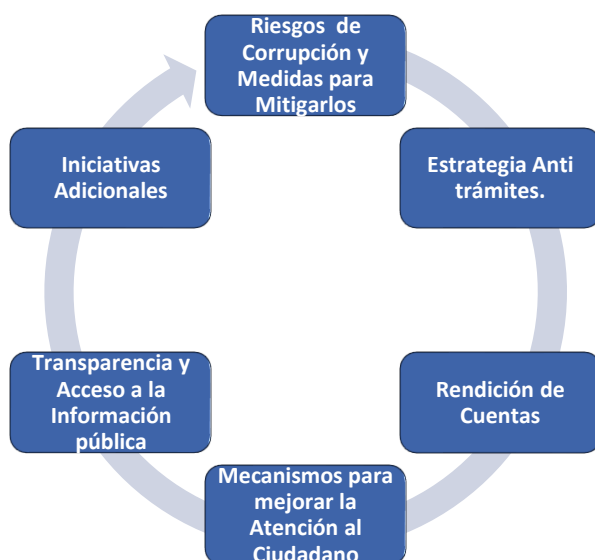 Riesgos de
Corrupción y
Medidas para
Mitigarlos
Estrategia Anti
trámites.
Rendición de
Cuentas
Mecanismos para
mejorar la
Atención al
Ciudadano
Transparencia y
Acceso a la
Información
pública
Iniciativas
Adicionales